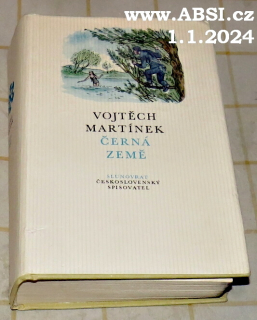 www.ABSI.cz
1.1.2024
VOJTĚCH
MARTÍNEK
ČERNÁ
ZEMĚ
SLUNOVRAT
ČESKOSLOVENSKÝ
SPISOVATEL